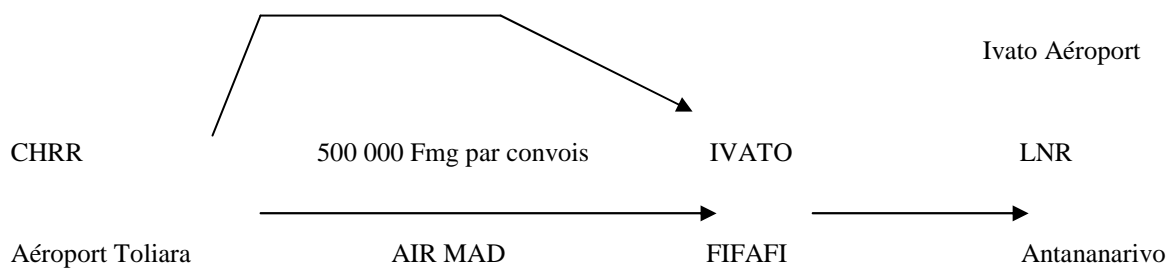 Ivato Aéroport
CHRR 500 000 Fmg par convois IVATO LNR
Aéroport Toliara AIR MAD FIFAFI Antananarivo